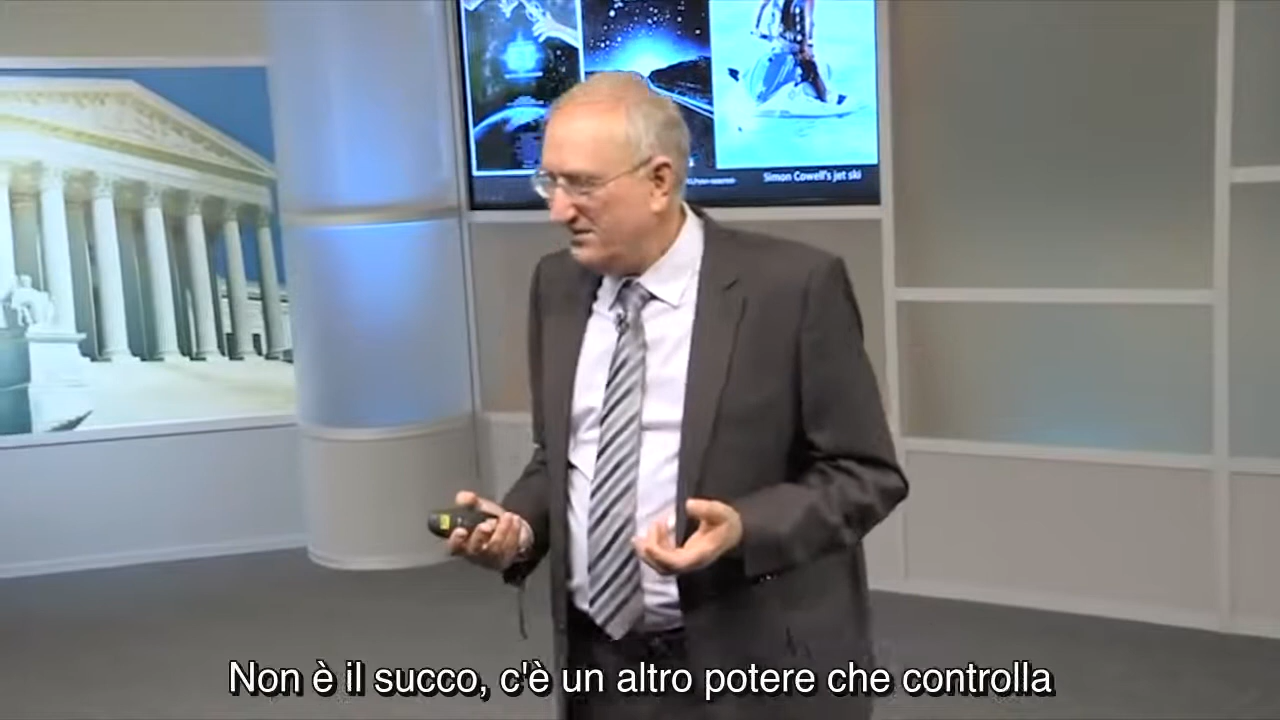 Simon Cowell's jet ski
Non è il succo, c'è un altro potere che controlla